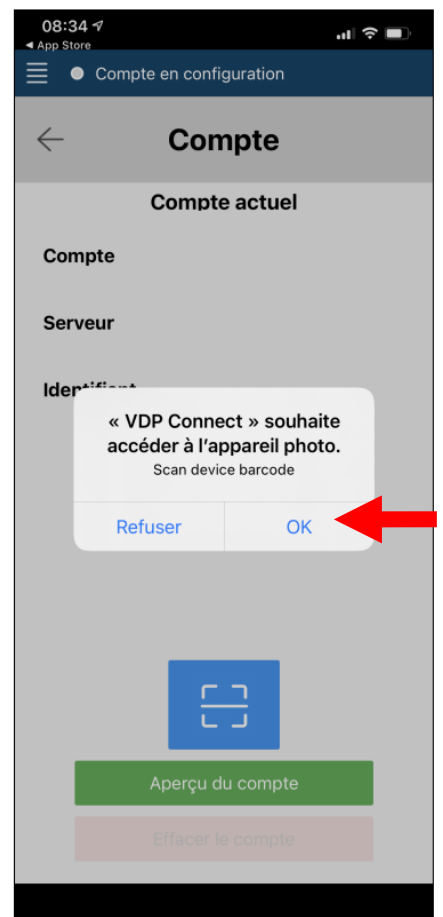 08:34
◀ App Store
Compte en configuration
Compte
Compte actuel
Compte
Serveur
Identifiant
« VDP Connect » souhaite
accéder à l’appareil photo.
Scan device barcode
Refuser
OK
Aperçu du compte
Effacer le compte